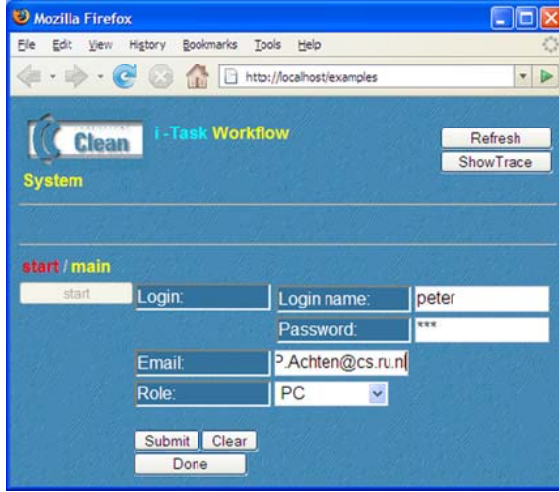 Mozilla Firefox
File Edit View History Bookmarks Tools Help
http://localhost/examples
Clean i-Task Workflow
System
Refresh
ShowTrace
start / main
start
Login: Login name: peter
Password: ***
Email: P.Achten@cs.ru.nl
Role: PC
Submit Clear
Done